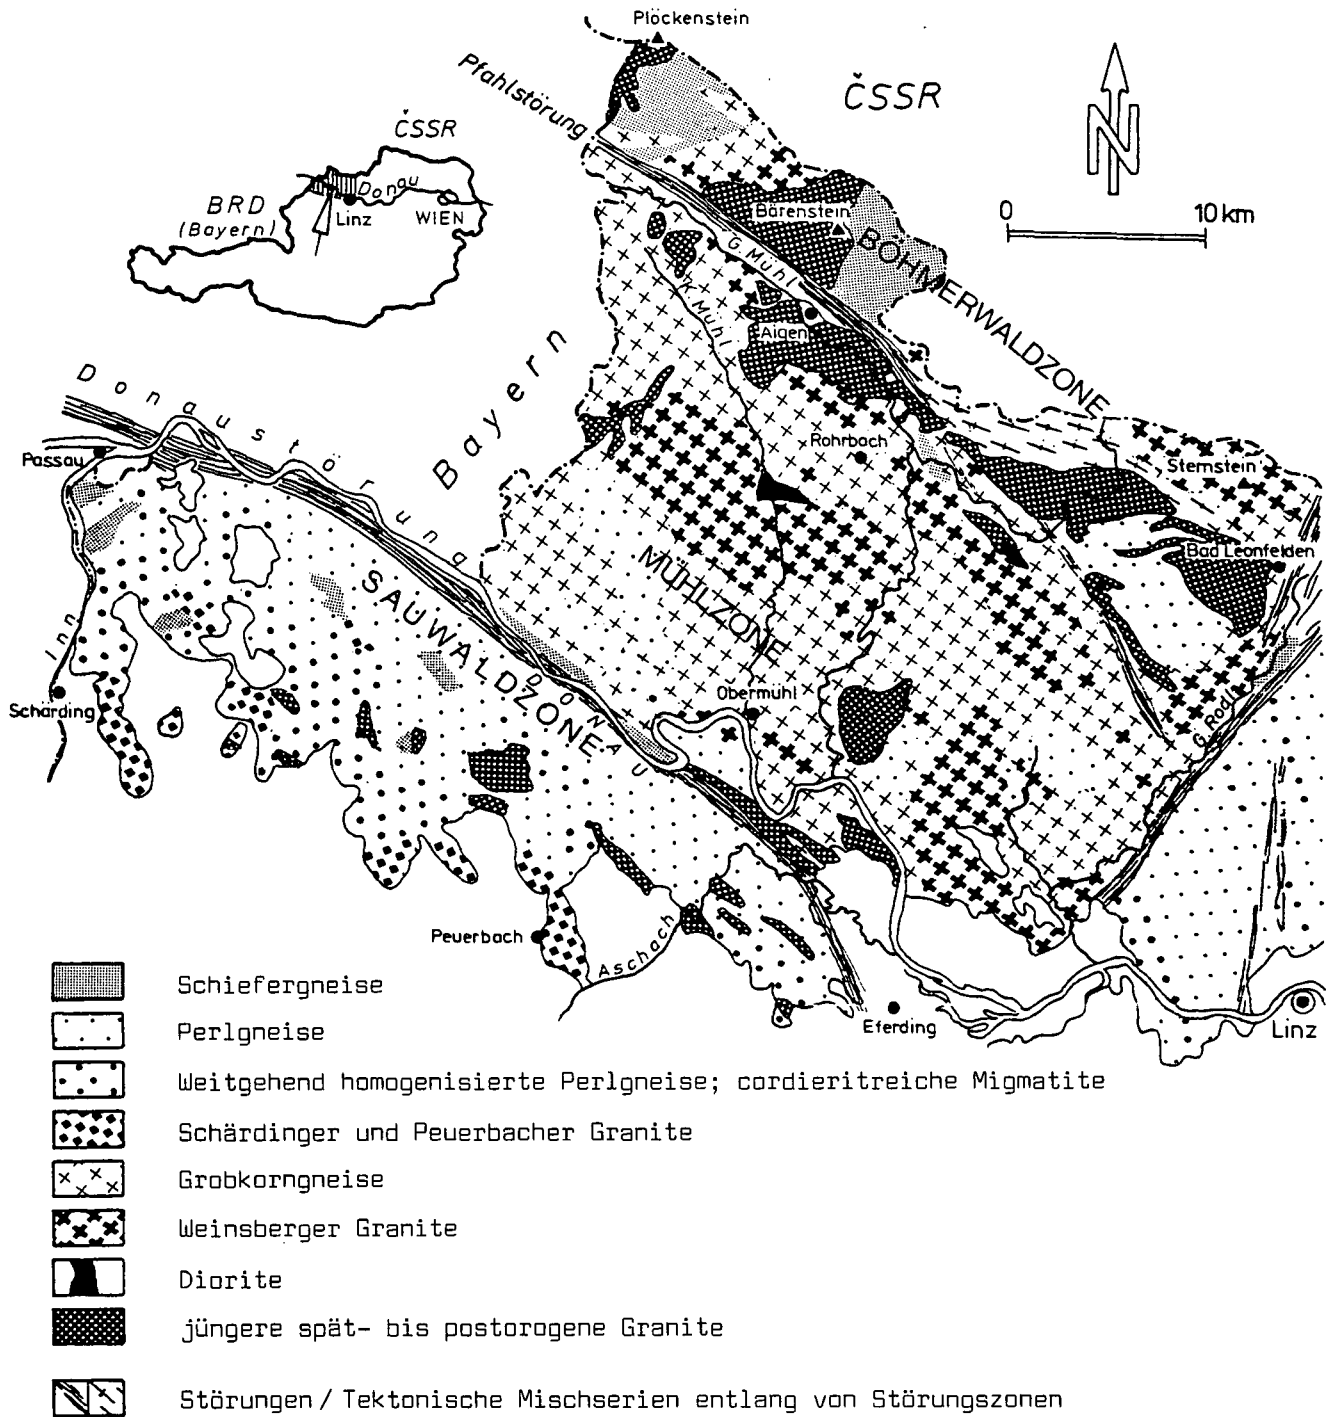 Plöckenstein
Pfahlstörung
ČSSR
N
ČSSR
Donau
BRD
(Bayern)
Linz
WIEN
0 10 km
Bärenstein
BÖHMERWALDZONE
G. Mühl
K. Mühl
Aigen
Bayern
Donaustörung
Passau
Rohrbach
Sternstein
Bad Leonfelden
MÜHLZONE
SAUWALDZONE
DONAU
Inn
Schärding
Obermühl
G. Rodl
Peuerbach
Aschach
Eferding
Linz
Schiefergneise
Perlgneise
Weitgehend homogenisierte Perlgneise; cordieritreiche Migmatite
Schärdinger und Peuerbacher Granite
Grobkorngneise
Weinsberger Granite
Diorite
jüngere spät- bis postorogene Granite
Störungen / Tektonische Mischserien entlang von Störungszonen